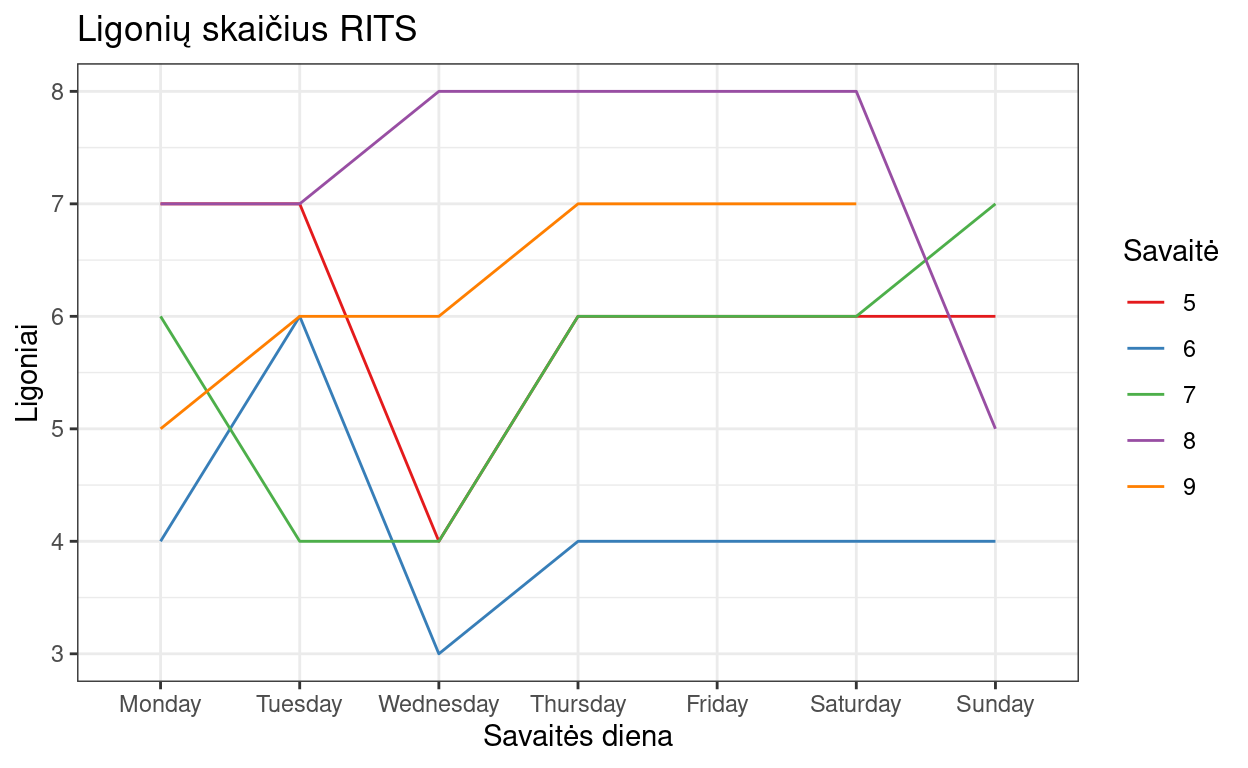 Ligonių skaičius RITS
8
7
6
5
4
3
Ligoniai
Monday Tuesday Wednesday Thursday Friday Saturday Sunday
Savaitės diena
Savaitė
5
6
7
8
9